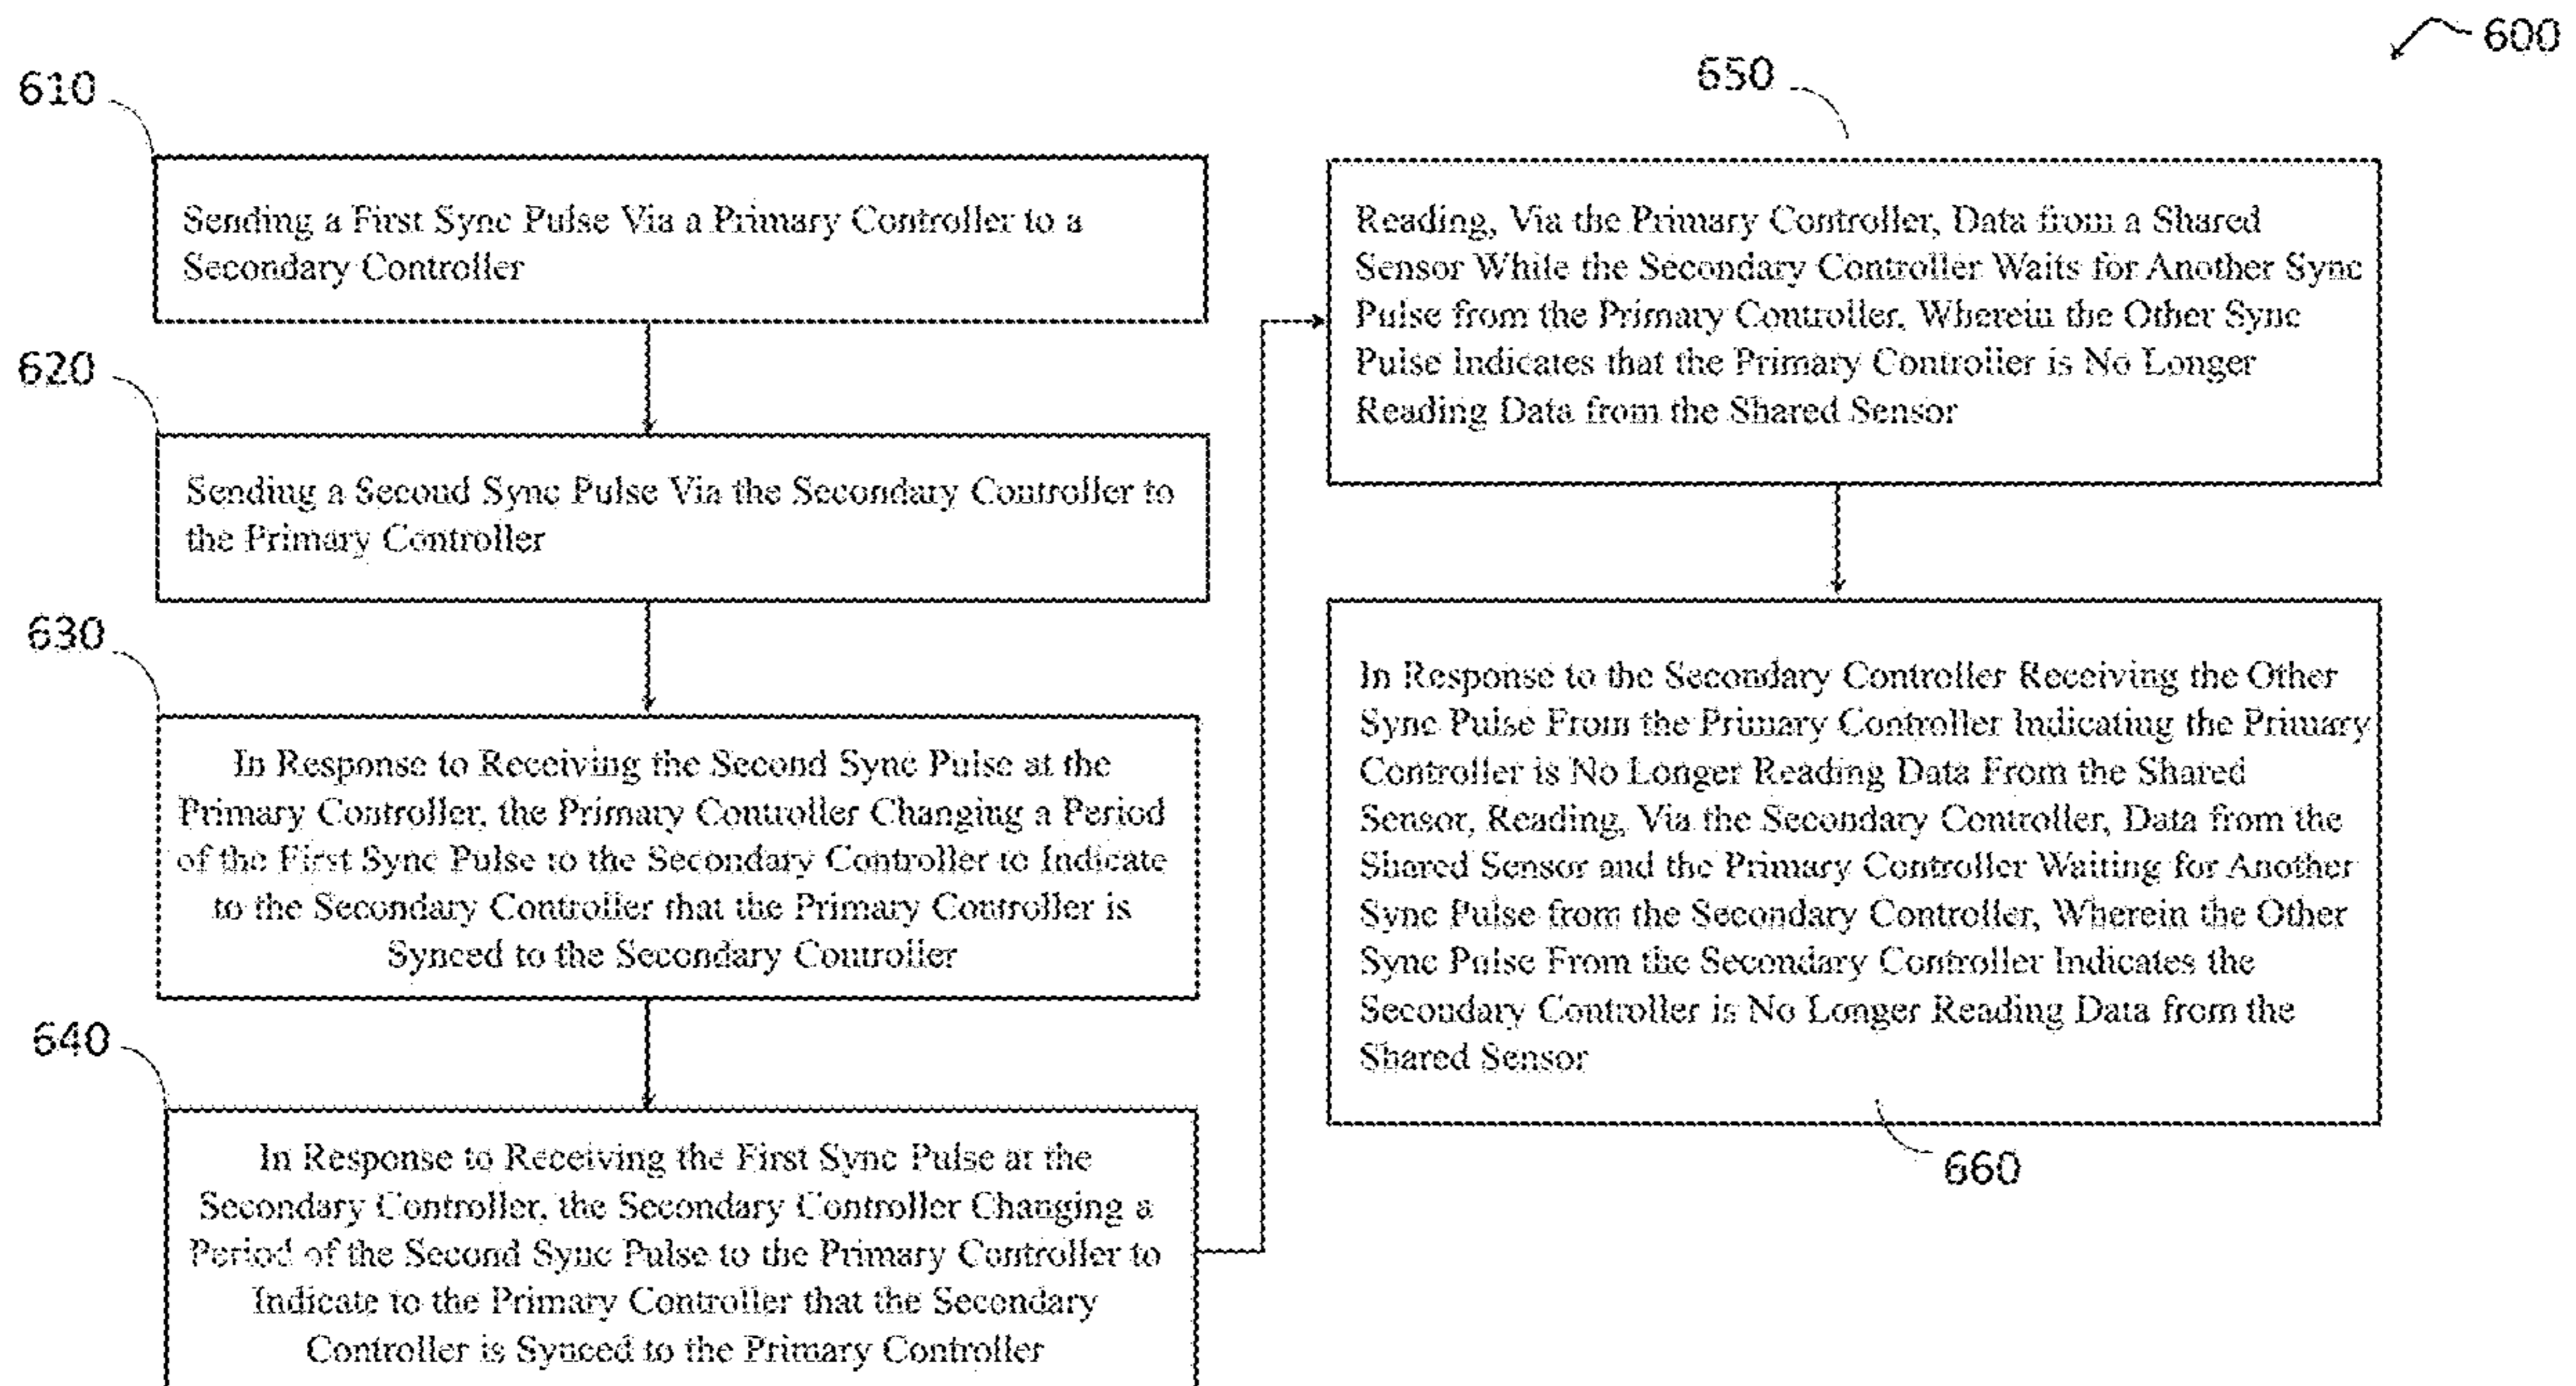 600
610
Sending a First Sync Pulse Via a Primary Controller to a
Secondary Controller
620
Sending a Second Sync Pulse Via the Secondary Controller to
the Primary Controller
630
In Response to Receiving the Second Sync Pulse at the
Primary Controller, the Primary Controller Changing a Period
of the First Sync Pulse to the Secondary Controller to Indicate
to the Secondary Controller that the Primary Controller is
Synced to the Secondary Controller
640
In Response to Receiving the First Sync Pulse at the
Secondary Controller, the Secondary Controller Changing a
Period of the Second Sync Pulse to the Primary Controller to
Indicate to the Primary Controller that the Secondary
Controller is Synced to the Primary Controller
650
Reading, Via the Primary Controller, Data from a Shared
Sensor While the Secondary Controller Waits for Another Sync
Pulse from the Primary Controller, Wherein the Other Sync
Pulse Indicates that the Primary Controller is No Longer
Reading Data from the Shared Sensor
In Response to the Secondary Controller Receiving the Other
Sync Pulse From the Primary Controller Indicating the Primary
Controller is No Longer Reading Data From the Shared
Sensor, Reading, Via the Secondary Controller, Data from the
Shared Sensor and the Primary Controller Waiting for Another
Sync Pulse from the Secondary Controller, Wherein the Other
Sync Pulse From the Secondary Controller Indicates the
Secondary Controller is No Longer Reading Data from the
Shared Sensor
660